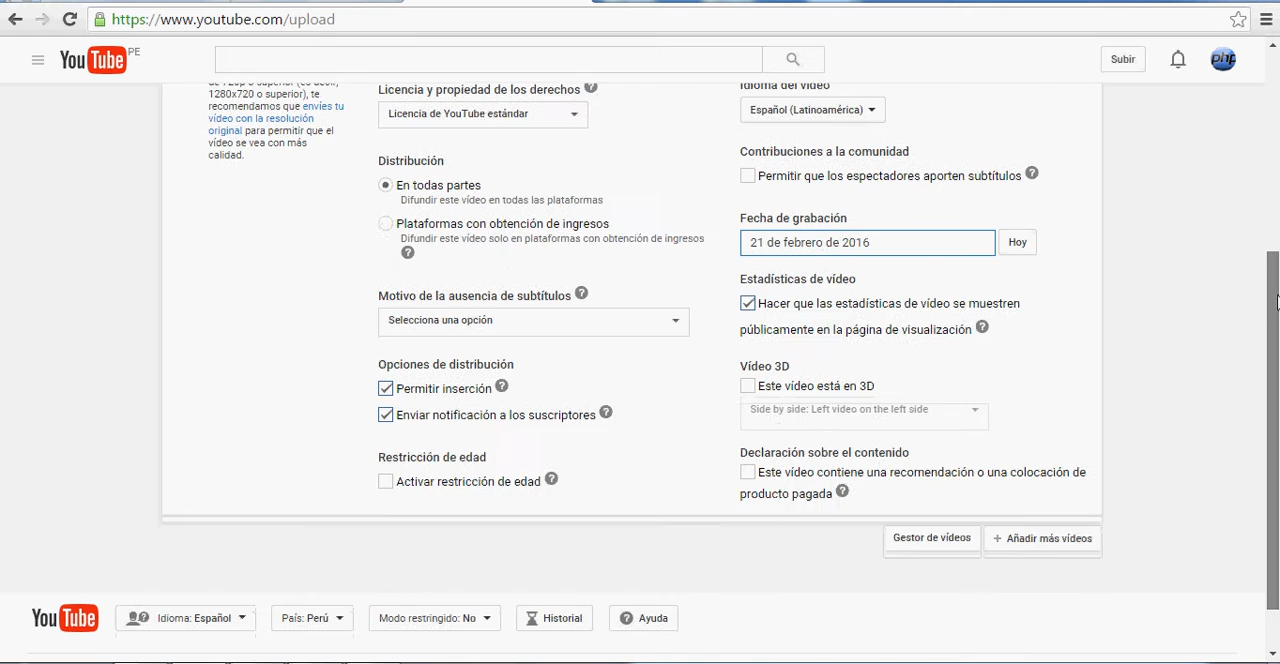 https://www.youtube.com/upload
YouTube PE
Subir
php
de 720p o superior (es decir,
1280x720 o superior), te
recomendamos que envíes tu
vídeo con la resolución
original para permitir que el
vídeo se vea con más
calidad.
Licencia y propiedad de los derechos ?
Licencia de YouTube estándar
Distribución
En todas partes
Difundir este vídeo en todas las plataformas
Plataformas con obtención de ingresos
Difundir este vídeo solo en plataformas con obtención de ingresos
?
Motivo de la ausencia de subtítulos ?
Selecciona una opción
Opciones de distribución
Permitir inserción ?
Enviar notificación a los suscriptores ?
Restricción de edad
Activar restricción de edad ?
Idioma del vídeo
Español (Latinoamérica)
Contribuciones a la comunidad
Permitir que los espectadores aporten subtítulos ?
Fecha de grabación
21 de febrero de 2016
Hoy
Estadísticas de vídeo
Hacer que las estadísticas de vídeo se muestren
públicamente en la página de visualización ?
Vídeo 3D
Este vídeo está en 3D
Side by side: Left video on the left side
Declaración sobre el contenido
Este vídeo contiene una recomendación o una colocación de
producto pagada ?
Gestor de vídeos
+ Añadir más vídeos
YouTube
Idioma: Español
País: Perú
Modo restringido: No
Historial
? Ayuda